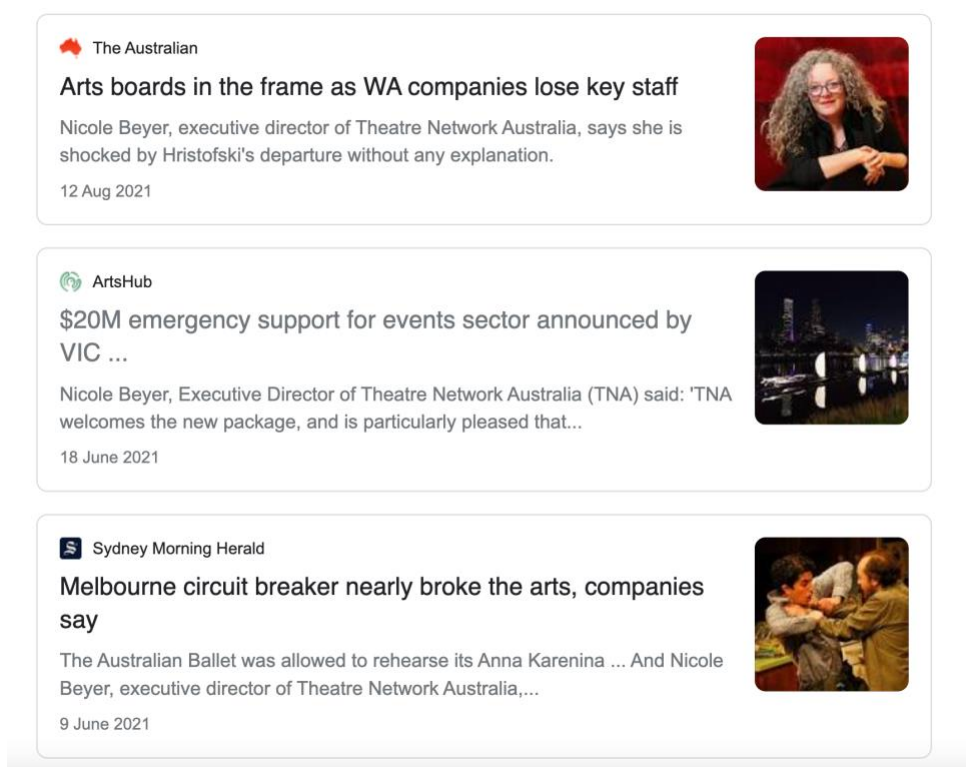 The Australian
Arts boards in the frame as WA companies lose key staff
Nicole Beyer, executive director of Theatre Network Australia, says she is
shocked by Hristofski's departure without any explanation.
12 Aug 2021
ArtsHub
$20M emergency support for events sector announced by
VIC ...
Nicole Beyer, Executive Director of Theatre Network Australia (TNA) said: 'TNA
welcomes the new package, and is particularly pleased that...
18 June 2021
Sydney Morning Herald
Melbourne circuit breaker nearly broke the arts, companies
say
The Australian Ballet was allowed to rehearse its Anna Karenina ... And Nicole
Beyer, executive director of Theatre Network Australia,...
9 June 2021